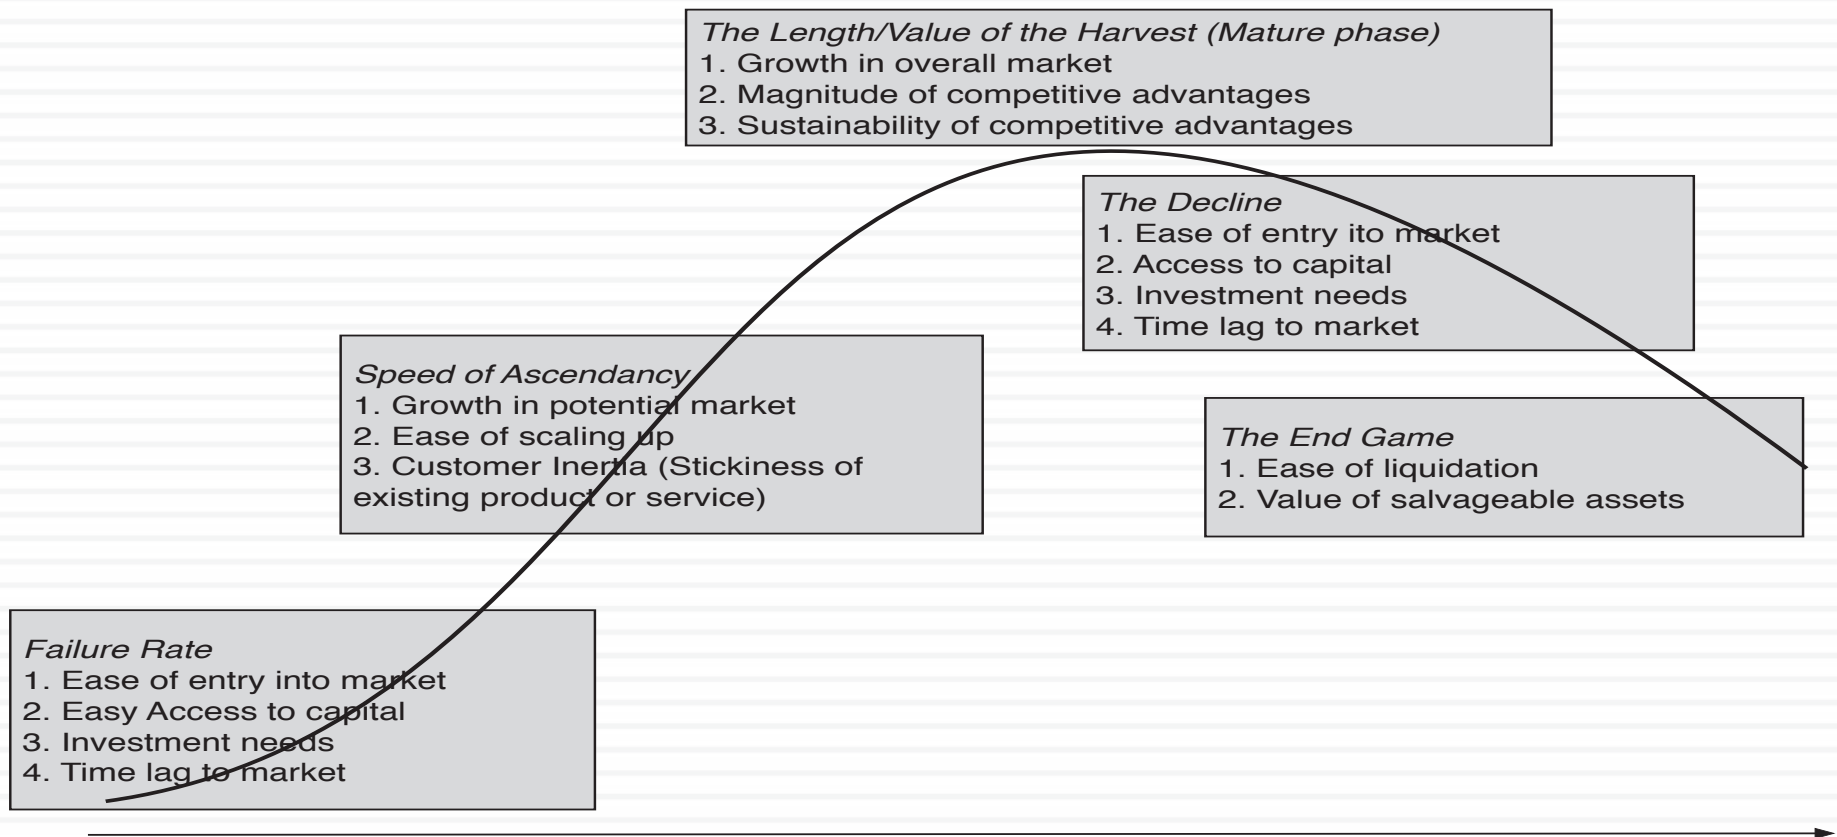 The Length/Value of the Harvest (Mature phase)
1. Growth in overall market
2. Magnitude of competitive advantages
3. Sustainability of competitive advantages
The Decline
1. Ease of entry ito market
2. Access to capital
3. Investment needs
4. Time lag to market
Speed of Ascendancy
1. Growth in potential market
2. Ease of scaling up
3. Customer Inertia (Stickiness of
existing product or service)
The End Game
1. Ease of liquidation
2. Value of salvageable assets
Failure Rate
1. Ease of entry into market
2. Easy Access to capital
3. Investment needs
4. Time lag to market